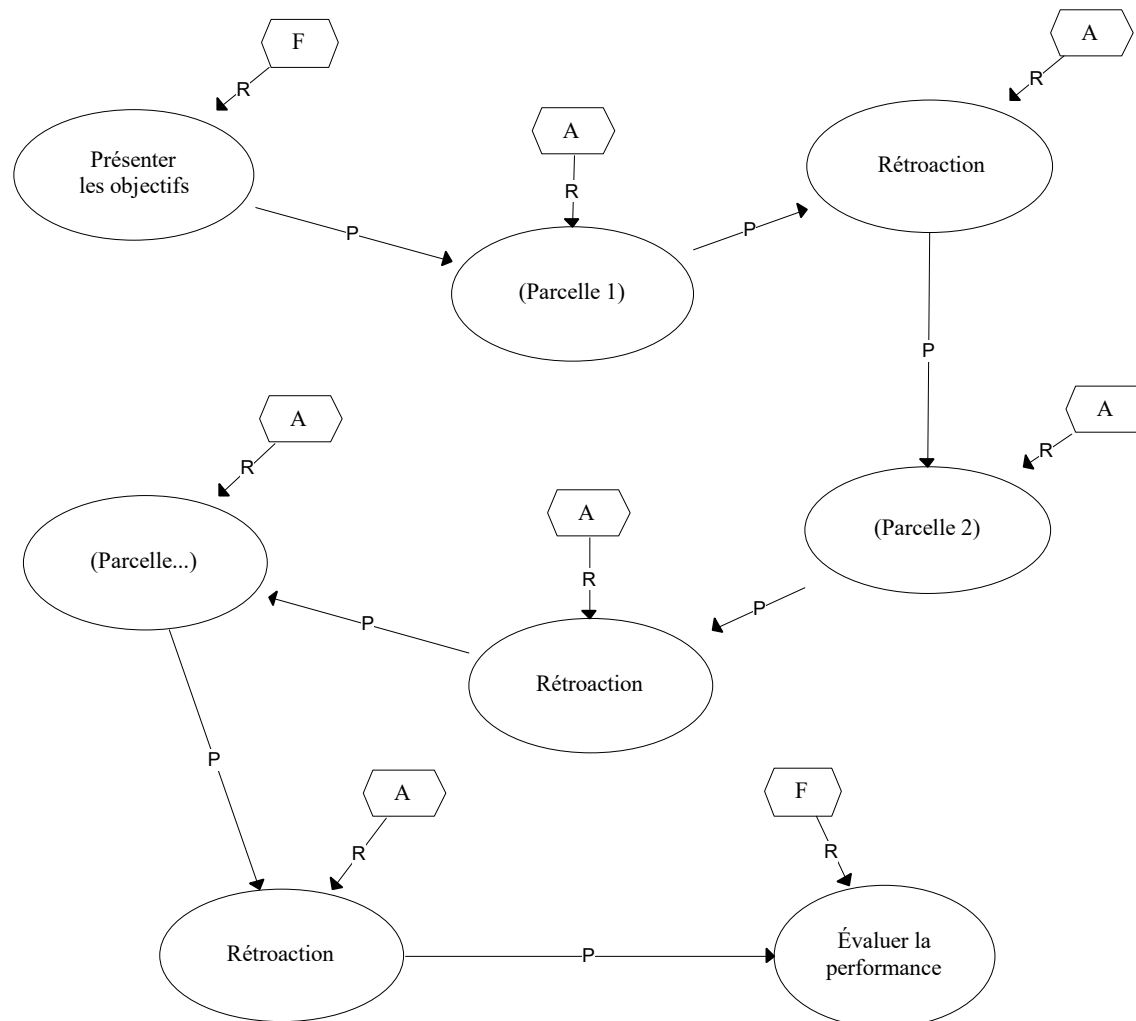 F
R
Présenter
les objectifs
P
A
R
(Parcelle 1)
P
A
R
Rétroaction
P
A
R
(Parcelle 2)
P
A
R
Rétroaction
P
A
R
(Parcelle...)
P
A
R
Rétroaction
P
F
R
Évaluer la
performance